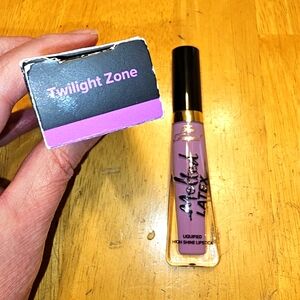 Twilight Zone
Melted
LATEX
LIQUIFIED
HIGH SHINE LIPSTICK